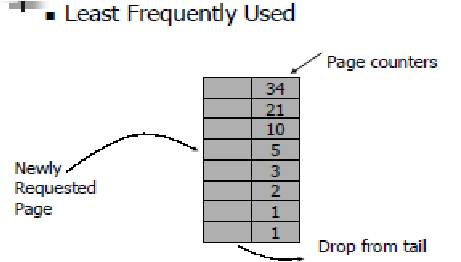 Least Frequently Used
Page counters
34
21
10
5
3
2
1
1
Newly
Requested
Page
Drop from tail